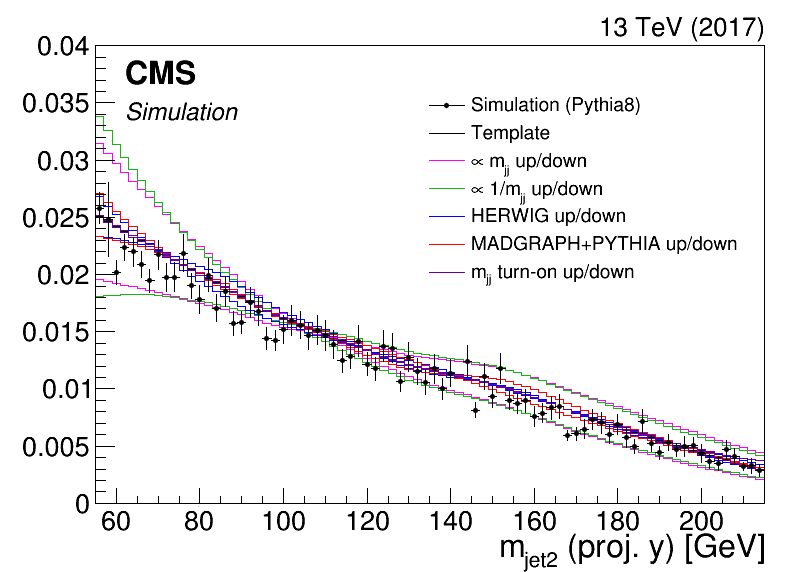 13 TeV (2017)
CMS
Simulation
Simulation (Pythia8)
Template
∝ m_jj up/down
∝ 1/m_jj up/down
HERWIG up/down
MADGRAPH+PYTHIA up/down
m_jj turn-on up/down
0.04
0.035
0.03
0.025
0.02
0.015
0.01
0.005
0
60 80 100 120 140 160 180 200
m_jet2 (proj. y) [GeV]